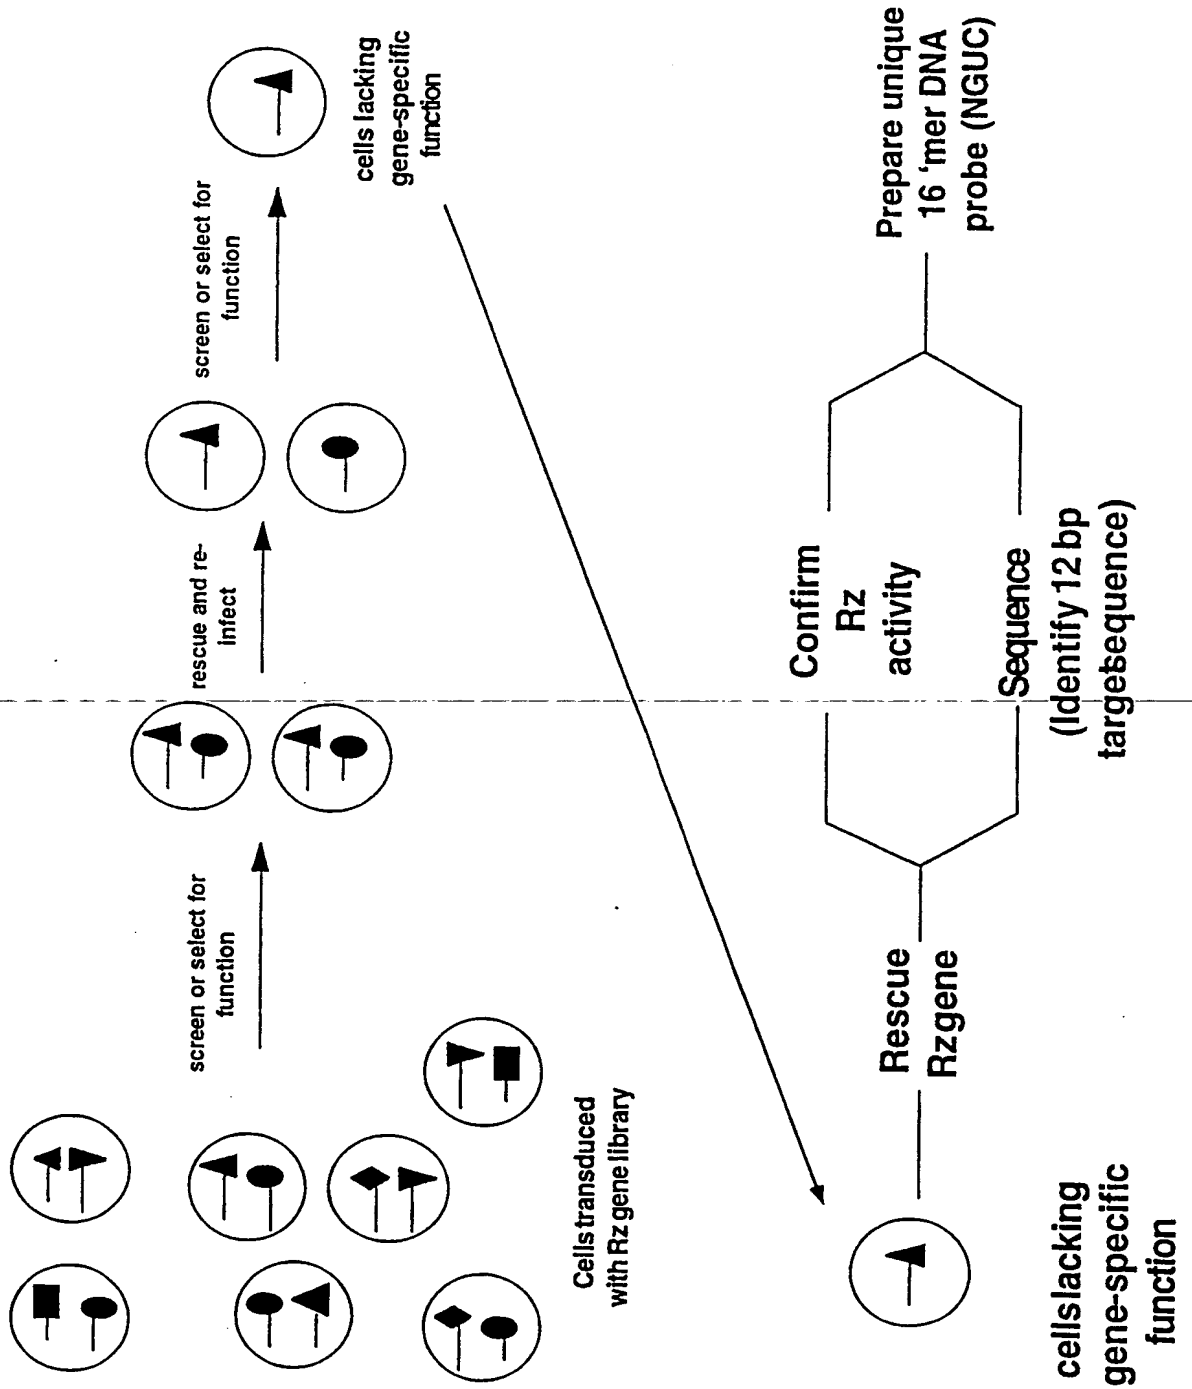 Cells transduced
with Rz gene library
screen or select for
function
rescue and re-
infect
screen or select for
function
cells lacking
gene-specific
function
cells lacking
gene-specific
function
Rescue
Rz gene
Confirm
Rz
activity
Sequence
(Identify 12 bp
target sequence)
Prepare unique
16 'mer DNA
probe (NGUC)